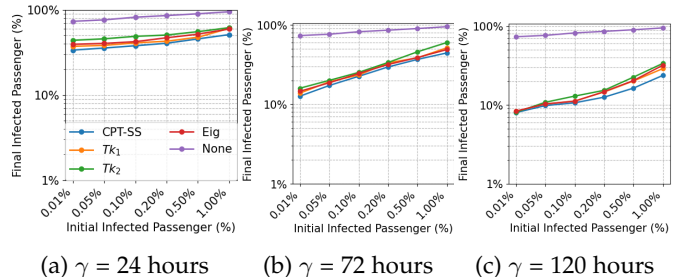 Final Infected Passenger (%)
100%
10%
1%
CPT-SS
Tk₁
Tk₂
Eig
None
0.01%
0.05%
0.10%
0.20%
0.50%
1.00%
Initial Infected Passenger (%)
(a) γ = 24 hours
Final Infected Passenger (%)
100%
10%
1%
0.01%
0.05%
0.10%
0.20%
0.50%
1.00%
Initial Infected Passenger (%)
(b) γ = 72 hours
Final Infected Passenger (%)
100%
10%
1%
0.01%
0.05%
0.10%
0.20%
0.50%
1.00%
Initial Infected Passenger (%)
(c) γ = 120 hours